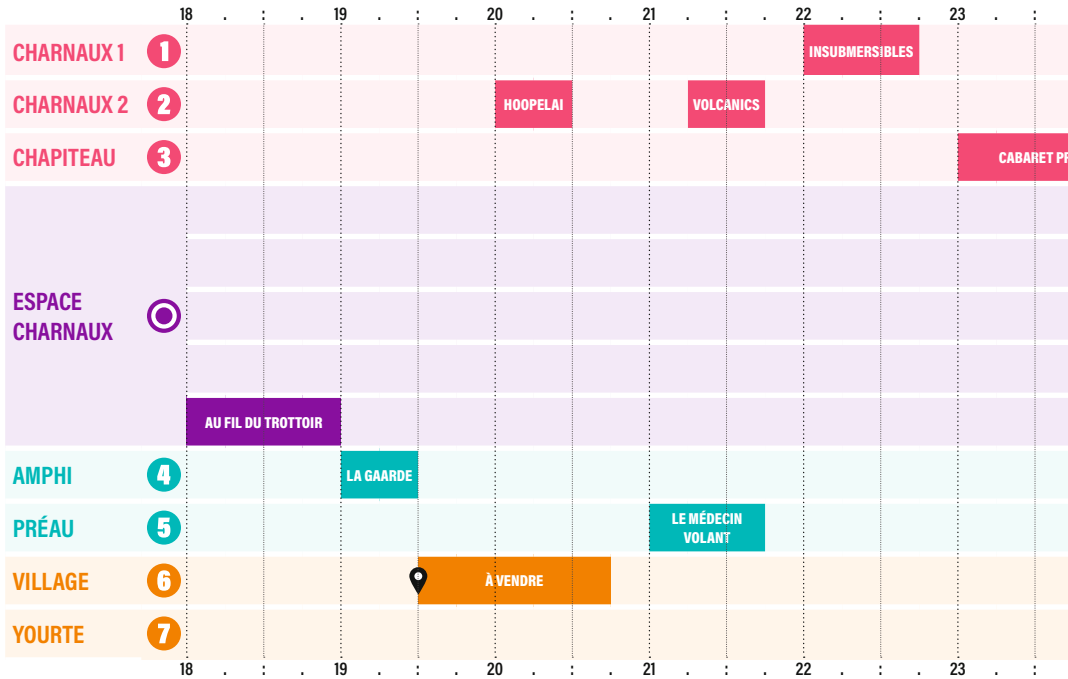 18 . : . 19 . : . 20 . : . 21 . : . 22 . : . 23 . :
CHARNAUX 1 1 INSUBMERSIBLES
CHARNAUX 2 2 HOOPELAI VOLCANICS
CHAPITEAU 3 CABARET PR
ESPACE
CHARNAUX
AU FIL DU TROTTOIR
AMPHI 4 LA GAARDE
PRÉAU 5 LE MÉDECIN
VOLANT
VILLAGE 6 À VENDRE
YOURTE 7
18 . : . 19 . : . 20 . : . 21 . : . 22 . : . 23 . :